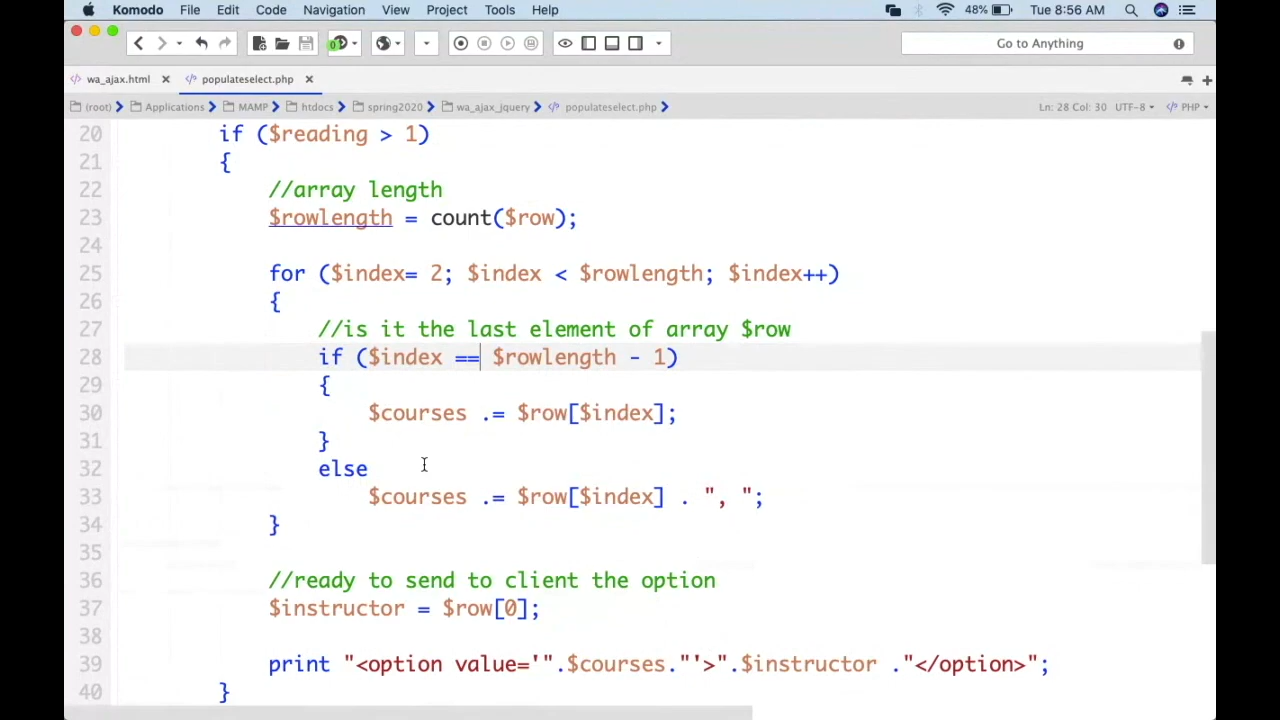 Komodo File Edit Code Navigation View Project Tools Help 48% Tue 8:56 AM
Go to Anything
wa_ajax.html populateselect.php
(root) Applications MAMP htdocs spring2020 wa_ajax_jquery populateselect.php Ln: 28 Col: 30 UTF-8 PHP
20 if ($reading > 1)
21 {
22 //array length
23 $rowlength = count($row);
24
25 for ($index= 2; $index < $rowlength; $index++)
26 {
27 //is it the last element of array $row
28 if ($index == $rowlength - 1)
29 {
30 $courses .= $row[$index];
31 }
32 else
33 $courses .= $row[$index] . ", ";
34 }
35
36 //ready to send to client the option
37 $instructor = $row[0];
38
39 print "<option value='".$courses."'>".$instructor ."</option>";
40 }